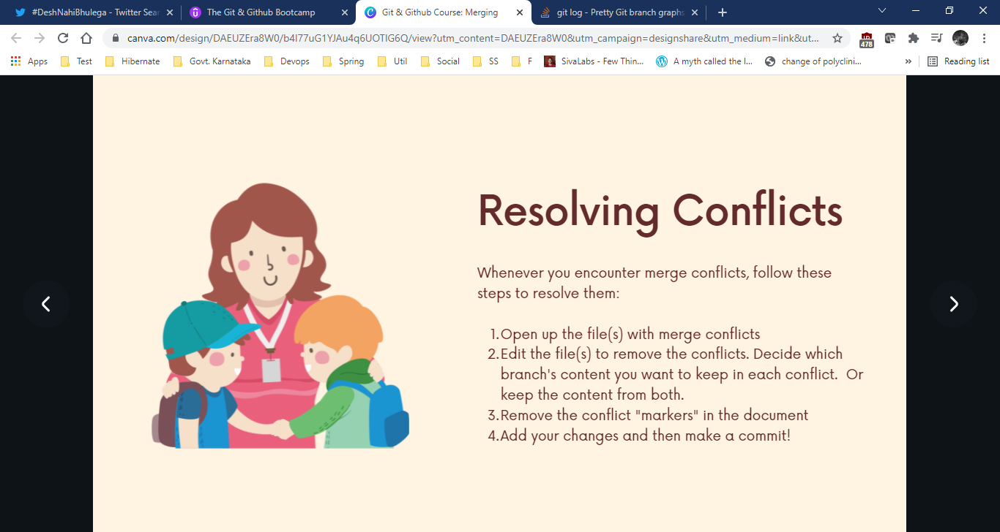 #DeshNahiBhulega - Twitter Sear
The Git & Github Bootcamp
Git & Github Course: Merging
git log - Pretty Git branch graphs
canva.com/design/DAEUZEra8W0/b4I77uG1YJAu4q6UOTIG6Q/view?utm_content=DAEUZEra8W0&utm_campaign=designshare&utm_medium=link&ut...
478
Apps
Test
Hibernate
Govt. Karnataka
Devops
Spring
Util
Social
SS
F
SivaLabs - Few Thin...
A myth called the I...
change of polyclini...
»
Reading list
Resolving Conflicts
Whenever you encounter merge conflicts, follow these
steps to resolve them:
1.Open up the file(s) with merge conflicts
2.Edit the file(s) to remove the conflicts. Decide which
branch's content you want to keep in each conflict. Or
keep the content from both.
3.Remove the conflict "markers" in the document
4.Add your changes and then make a commit!